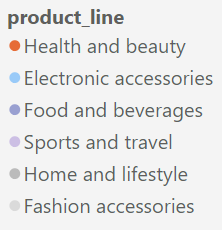 product_line
Health and beauty
Electronic accessories
Food and beverages
Sports and travel
Home and lifestyle
Fashion accessories